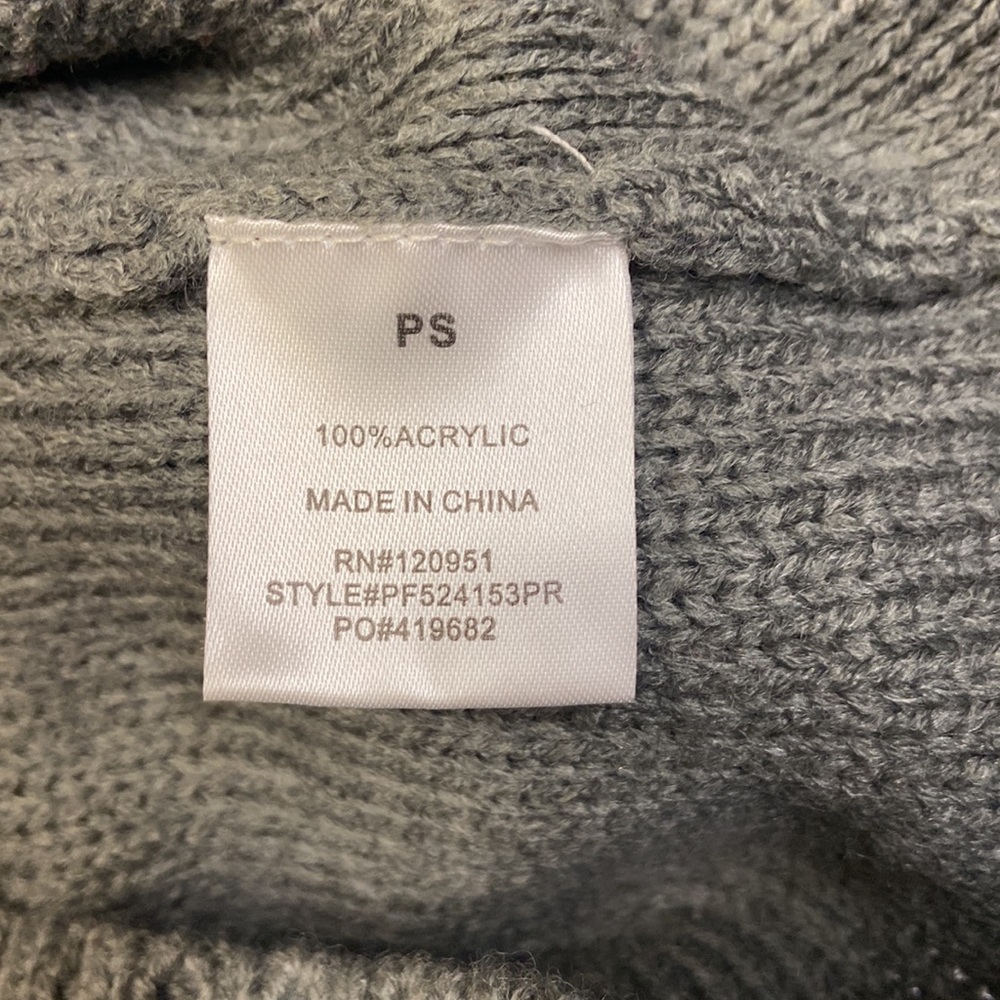 PS
100%ACRYLIC
MADE IN CHINA
RN#120951
STYLE#PF524153PR
PO#419682